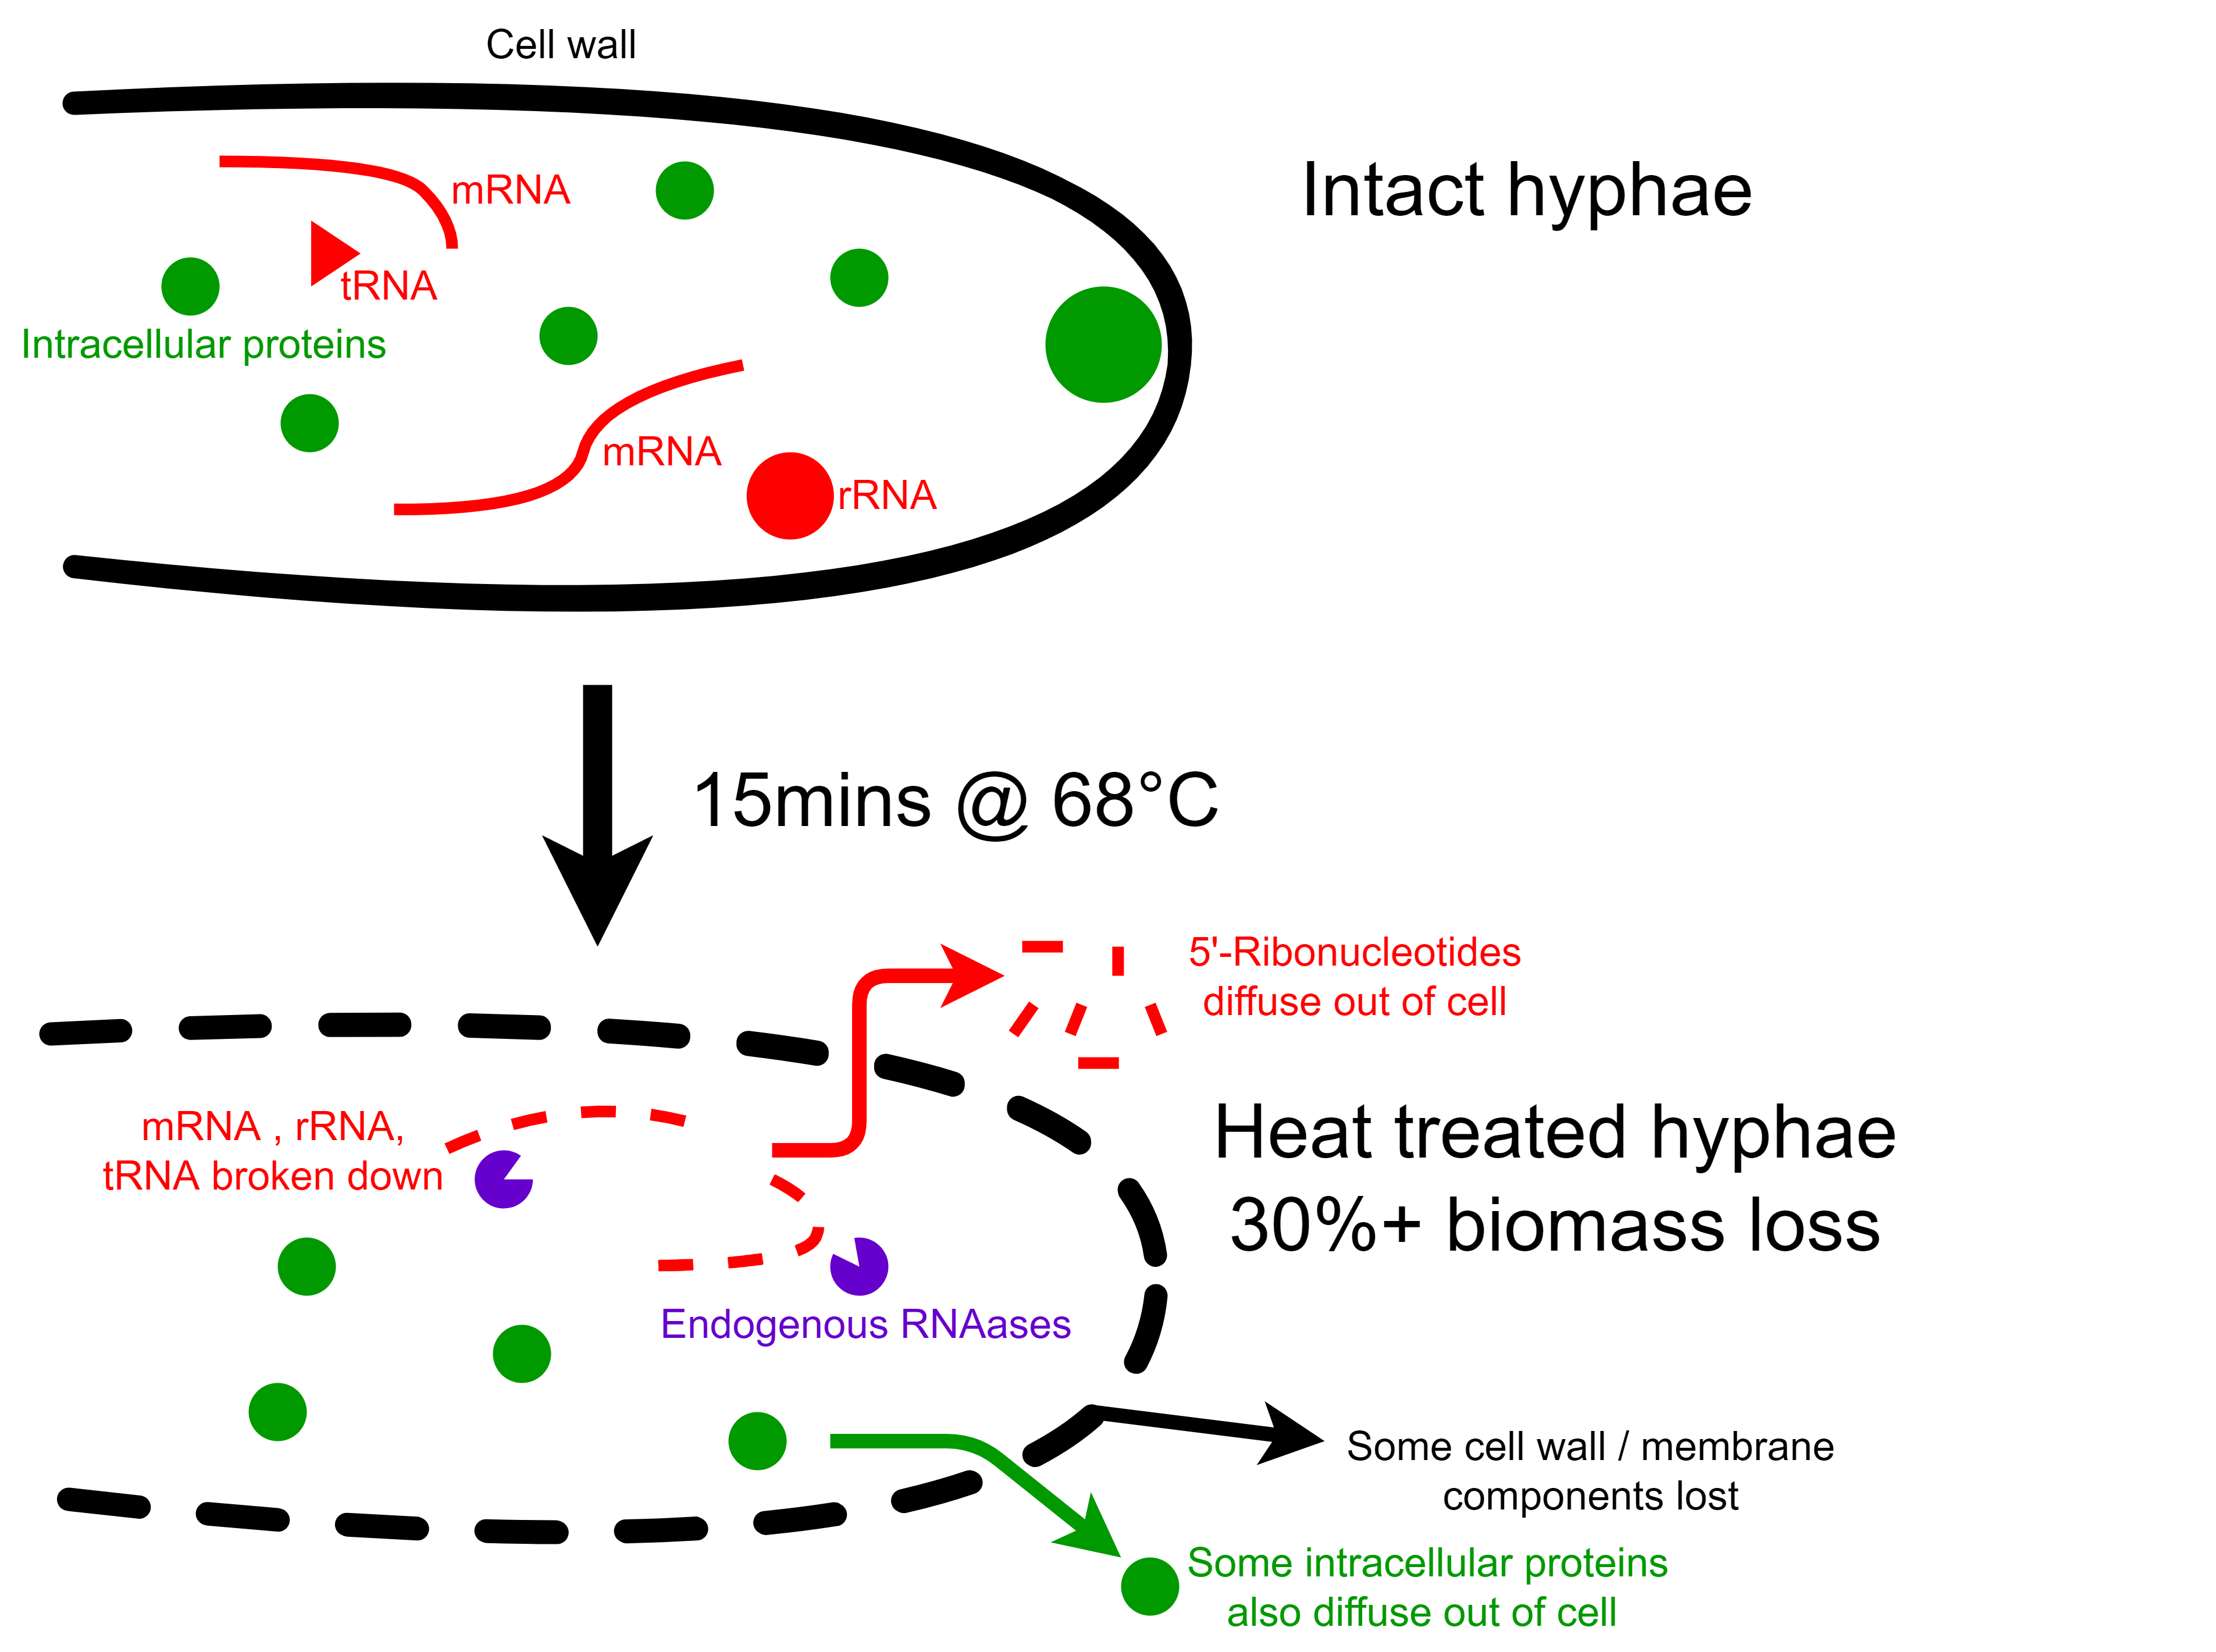 Cell wall
Intact hyphae
mRNA
tRNA
Intracellular proteins
mRNA
rRNA
15mins @ 68°C
5'-Ribonucleotides
diffuse out of cell
mRNA , rRNA,
tRNA broken down
Heat treated hyphae
30%+ biomass loss
Endogenous RNAases
Some cell wall / membrane
components lost
Some intracellular proteins
also diffuse out of cell